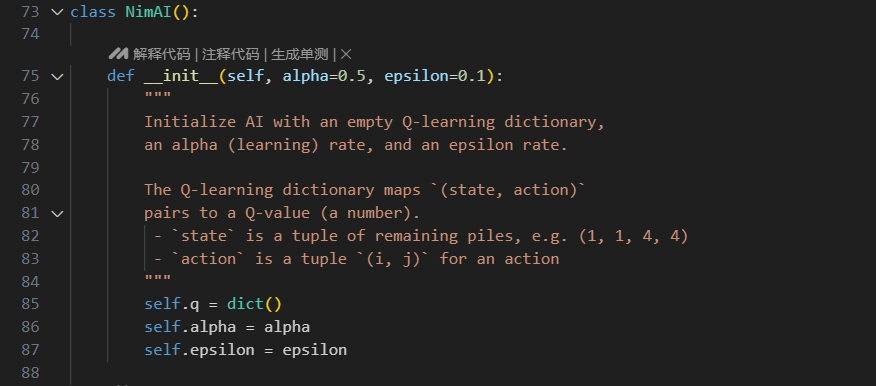 73 class NimAI():
74
解释代码 | 注释代码 | 生成单测 | ×
75 def __init__(self, alpha=0.5, epsilon=0.1):
76 """
77 Initialize AI with an empty Q-learning dictionary,
78 an alpha (learning) rate, and an epsilon rate.
79
80 The Q-learning dictionary maps `(state, action)`
81 pairs to a Q-value (a number).
82 - `state` is a tuple of remaining piles, e.g. (1, 1, 4, 4)
83 - `action` is a tuple `(i, j)` for an action
84 """
85 self.q = dict()
86 self.alpha = alpha
87 self.epsilon = epsilon
88